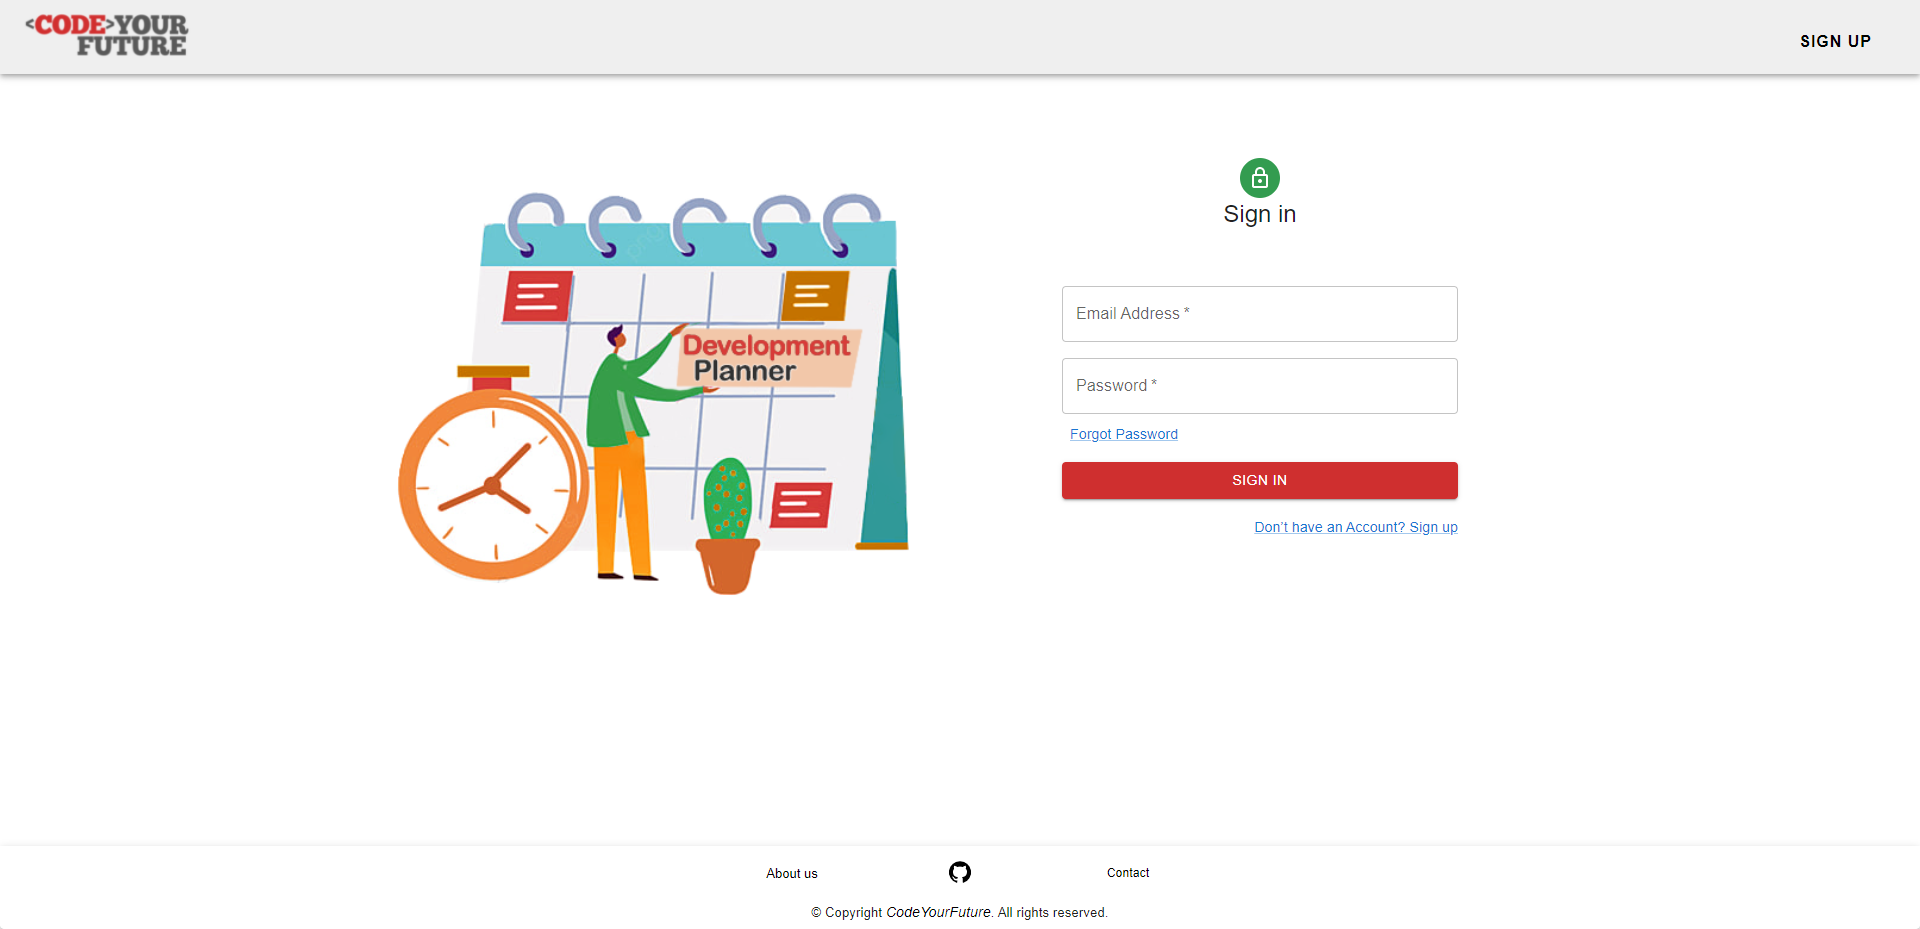 <CODE>YOUR
FUTURE
SIGN UP
Sign in
Development
Planner
Email Address *
Password *
Forgot Password
SIGN IN
Don't have an Account? Sign up
About us
Contact
© Copyright CodeYourFuture. All rights reserved.